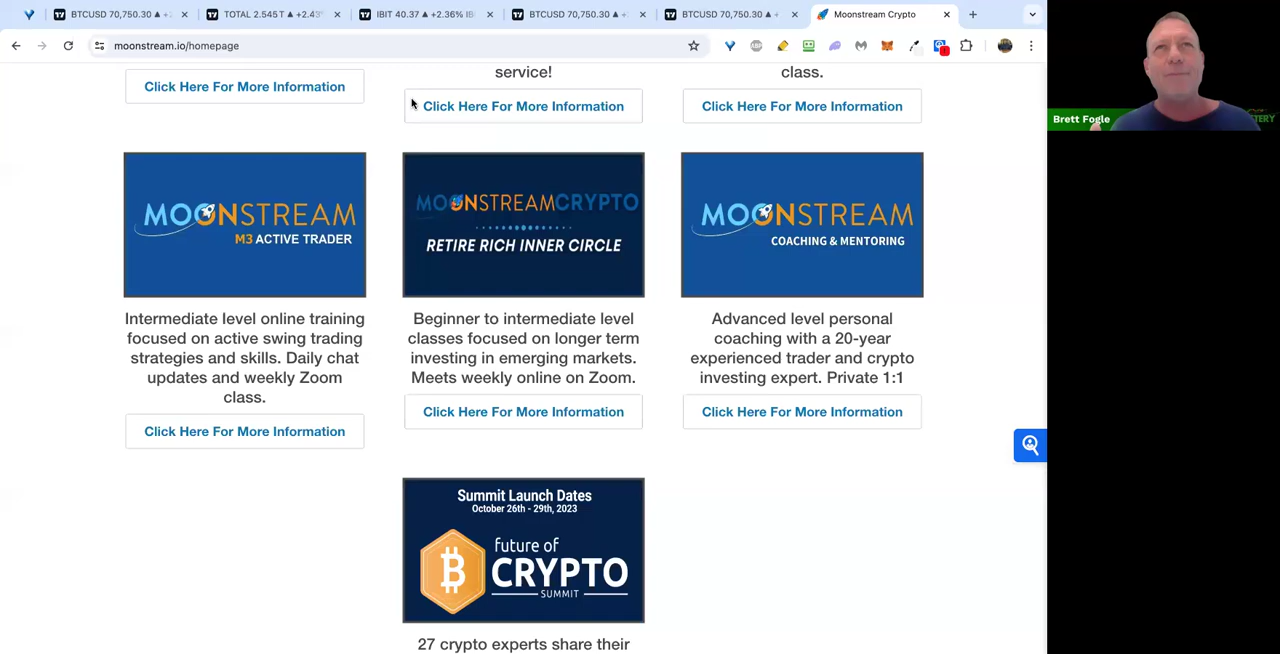 BTCUSD 70,750.30 ▲ +
TOTAL 2.545 T ▲ +2.43
IBIT 40.37 ▲ +2.36% IB
BTCUSD 70,750.30 ▲ +
BTCUSD 70,750.30 ▲ +
Moonstream Crypto
moonstream.io/homepage
ABP
Brett Fogle
Click Here For More Information
service!
Click Here For More Information
class.
Click Here For More Information
MOONSTREAM
M3 ACTIVE TRADER
Intermediate level online training
focused on active swing trading
strategies and skills. Daily chat
updates and weekly Zoom
class.
Click Here For More Information
MOONSTREAMCRYPTO
RETIRE RICH INNER CIRCLE
Beginner to intermediate level
classes focused on longer term
investing in emerging markets.
Meets weekly online on Zoom.
Click Here For More Information
MOONSTREAM
COACHING & MENTORING
Advanced level personal
coaching with a 20-year
experienced trader and crypto
investing expert. Private 1:1
Click Here For More Information
Summit Launch Dates
October 26th - 29th, 2023
future of
CRYPTO
SUMMIT
27 crypto experts share their